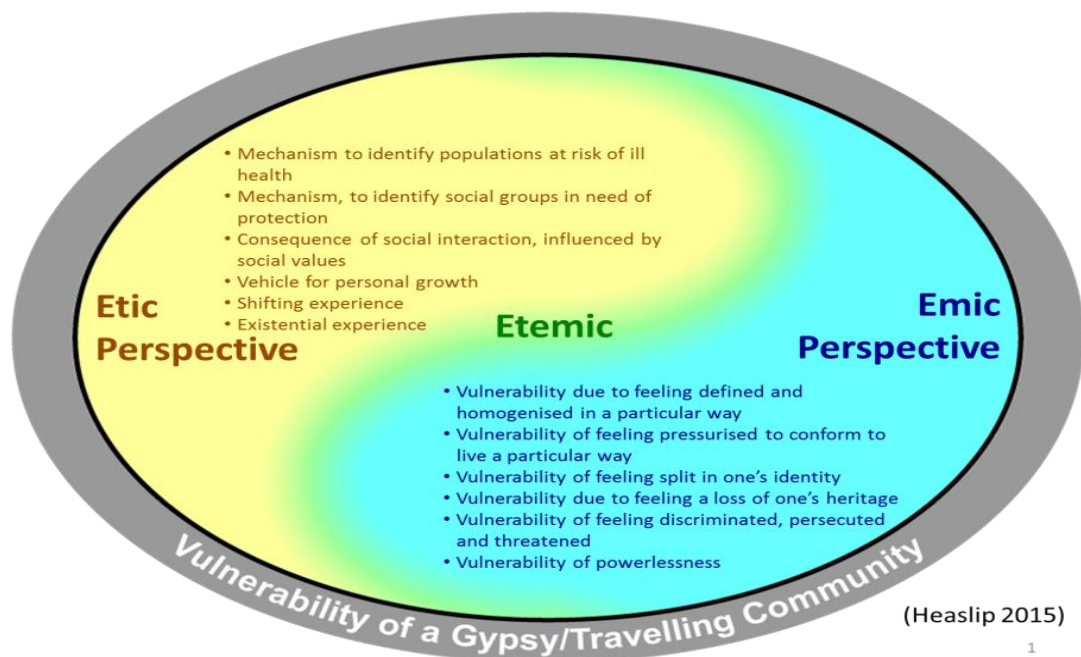 • Mechanism to identify populations at risk of ill
health
• Mechanism, to identify social groups in need of
protection
• Consequence of social interaction, influenced by
social values
• Vehicle for personal growth
• Shifting experience
• Existential experience
Etic
Perspective
Etemic
Emic
Perspective
• Vulnerability due to feeling defined and
homogenised in a particular way
• Vulnerability of feeling pressurised to conform to
live a particular way
• Vulnerability of feeling split in one's identity
• Vulnerability due to feeling a loss of one's heritage
• Vulnerability of feeling discriminated, persecuted
and threatened
• Vulnerability of powerlessness
Vulnerability of a Gypsy/Travelling Community
(Heaslip 2015)
1